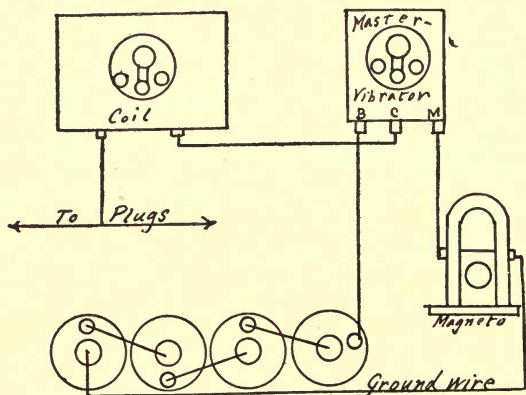 Master-
Vibrator
Coil
B C M
To Plugs
Magneto
Ground wire